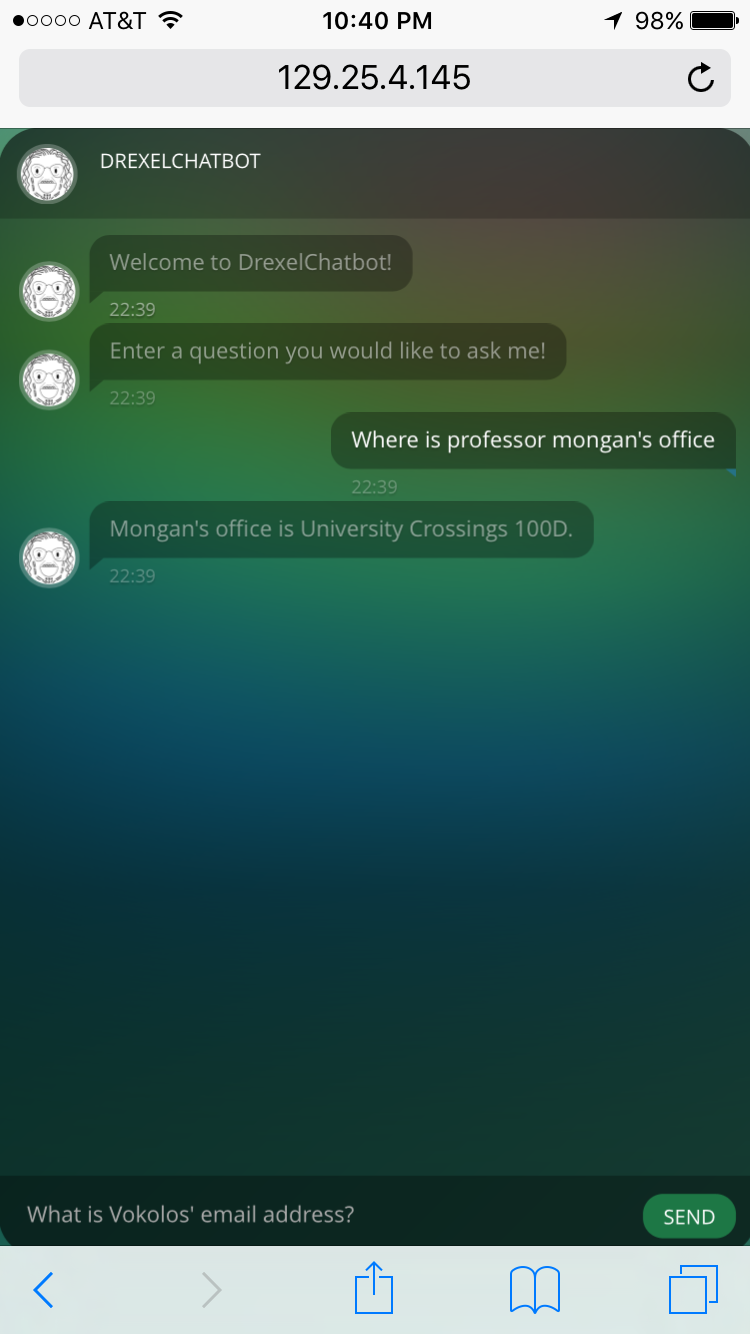 AT&T 10:40 PM 98%
129.25.4.145
DREXELCHATBOT
Welcome to DrexelChatbot!
22:39
Enter a question you would like to ask me!
22:39
Where is professor mongan's office
22:39
Mongan's office is University Crossings 100D.
22:39
What is Vokolos' email address? SEND